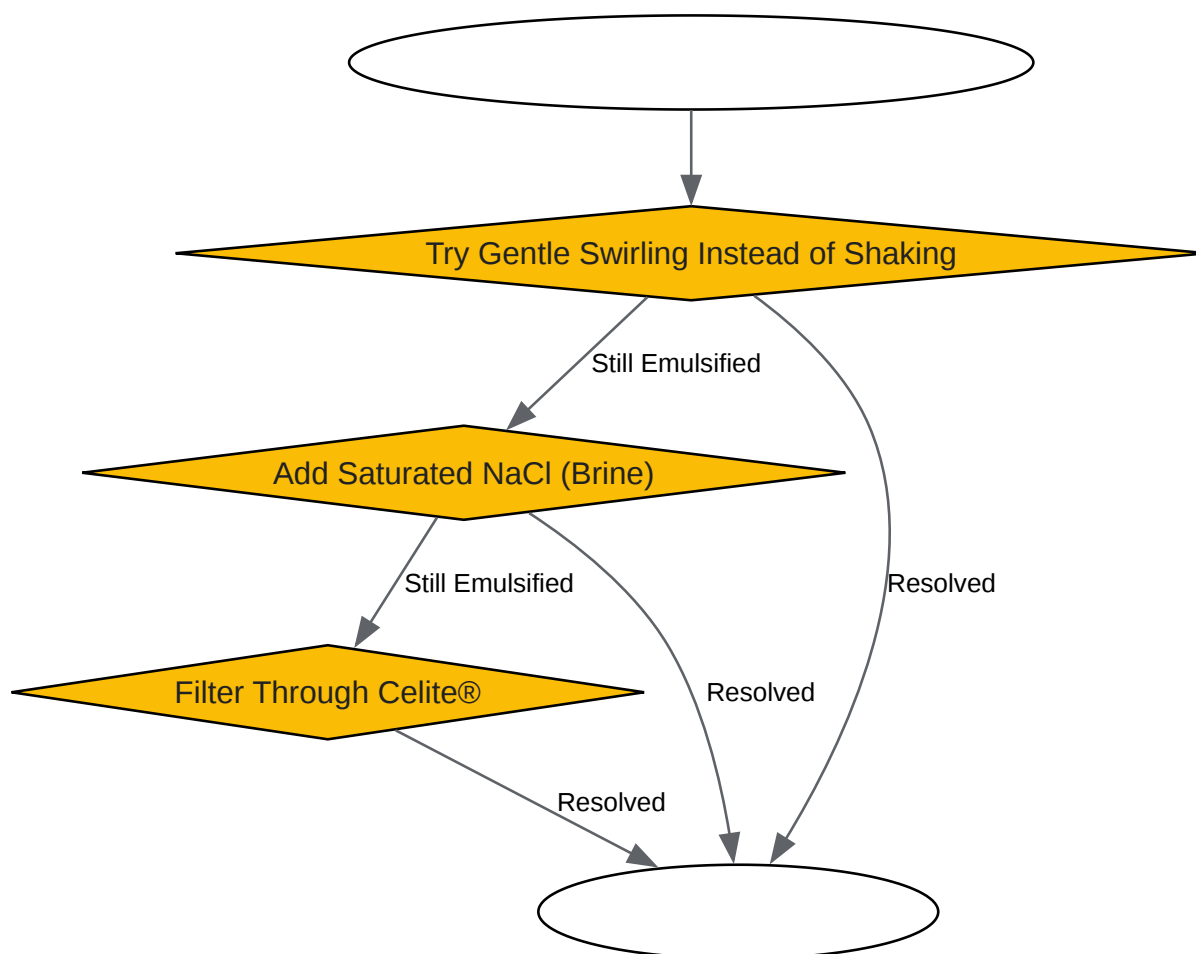 Try Gentle Swirling Instead of Shaking
Still Emulsified
Add Saturated NaCl (Brine)
Still Emulsified
Resolved
Filter Through Celite®
Resolved
Resolved